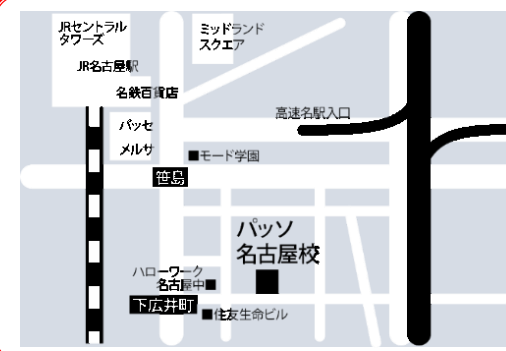 JRセントラル
タワーズ
ミッドランド
スクエア
JR名古屋駅
名鉄百貨店
パッセ
メルサ
高速名駅入口
■モード学園
笹島
パッソ
名古屋校
ハローワーク
名古屋中■
下広井町
■住友生命ビル